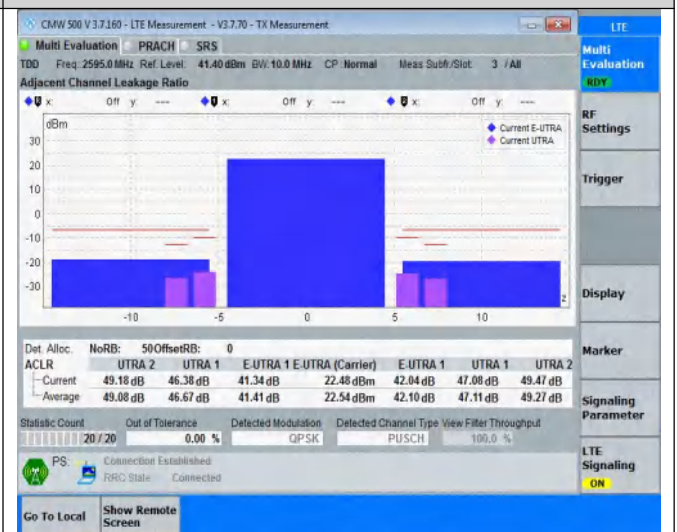 CMW 500 V 3.7.160 - LTE Measurement - V3.7.70 - TX Measurement
LTE
Multi Evaluation PRACH SRS
Multi Evaluation
RDY
TDD Freq: 2595.0 MHz Ref. Level: 41.40 dBm BW: 10.0 MHz CP: Normal Meas Subfr./Slot: 3 / All
Adjacent Channel Leakage Ratio
x: Off y: --- x: Off y: --- x: Off y: ---
dBm
Current E-UTRA
Current UTRA
30
20
10
0
-10
-20
-30
z
-10 -5 0 5 10
RF Settings
Trigger
Display
Marker
Signaling Parameter
LTE Signaling
ON
Det. Alloc. NoRB: 50 OffsetRB: 0
ACLR UTRA 2 UTRA 1 E-UTRA 1 E-UTRA (Carrier) E-UTRA 1 UTRA 1 UTRA 2
Current 49.18 dB 46.38 dB 41.34 dB 22.48 dBm 42.04 dB 47.08 dB 49.47 dB
Average 49.08 dB 46.67 dB 41.41 dB 22.54 dBm 42.10 dB 47.11 dB 49.27 dB
Statistic Count Out of Tolerance Detected Modulation Detected Channel Type View Filter Throughput
20 / 20 0.00 % QPSK PUSCH 100.0 %
PS: Connection Established
RRC State Connected
Go To Local
Show Remote Screen